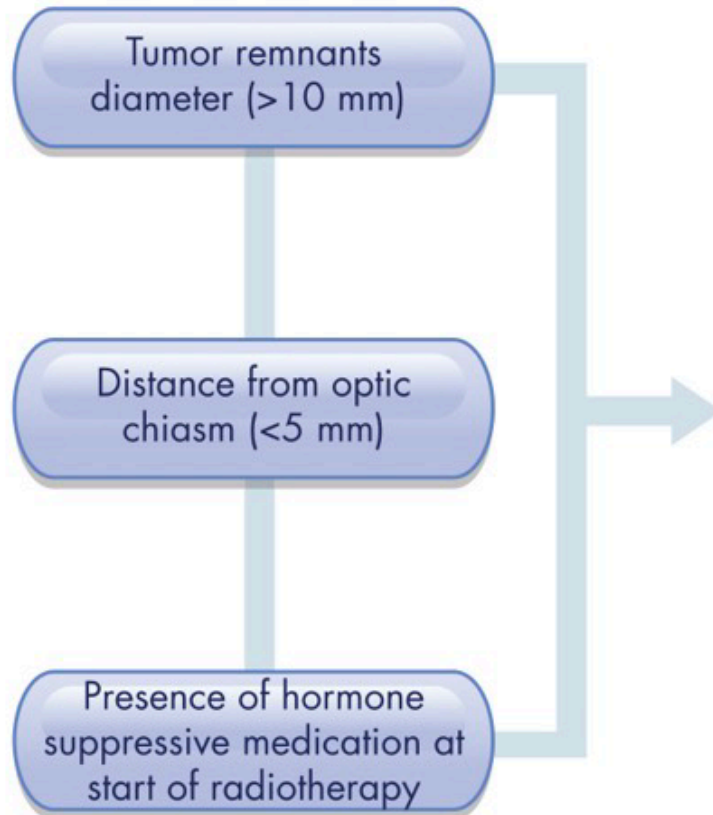 Tumor remnants
diameter (>10 mm)
Distance from optic
chiasm (<5 mm)
Presence of hormone
suppressive medication at
start of radiotherapy